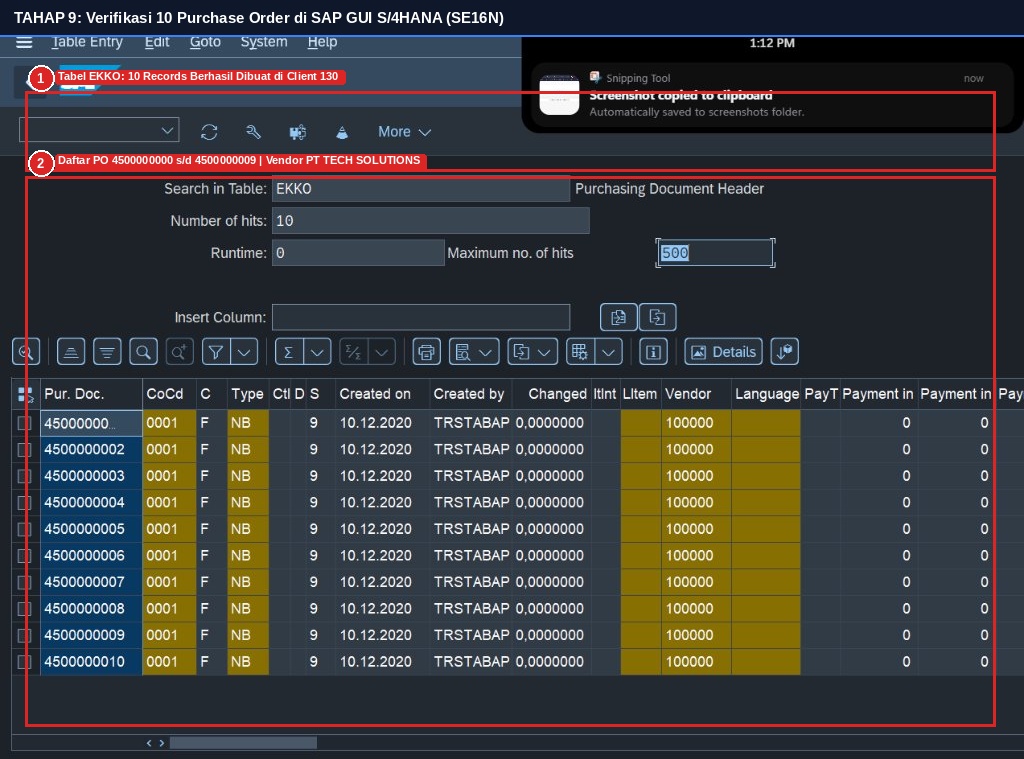 TAHAP 9: Verifikasi 10 Purchase Order di SAP GUI S/4HANA (SE16N)
Table Entry Edit Goto System Help
1:12 PM
1 Tabel EKKO: 10 Records Berhasil Dibuat di Client 130
Snipping Tool now
Screenshot copied to clipboard
Automatically saved to screenshots folder.
More
2 Daftar PO 4500000000 s/d 4500000009 | Vendor PT TECH SOLUTIONS
Search in Table: EKKO Purchasing Document Header
Number of hits: 10
Runtime: 0 Maximum no. of hits 500
Insert Column:
Details
Pur. Doc. CoCd C Type Ctl D S Created on Created by Changed ItInt LItem Vendor Language PayT Payment in Payment in Pay
45000000... 0001 F NB 9 10.12.2020 TRSTABAP 0,0000000 100000 0 0
4500000002 0001 F NB 9 10.12.2020 TRSTABAP 0,0000000 100000 0 0
4500000003 0001 F NB 9 10.12.2020 TRSTABAP 0,0000000 100000 0 0
4500000004 0001 F NB 9 10.12.2020 TRSTABAP 0,0000000 100000 0 0
4500000005 0001 F NB 9 10.12.2020 TRSTABAP 0,0000000 100000 0 0
4500000006 0001 F NB 9 10.12.2020 TRSTABAP 0,0000000 100000 0 0
4500000007 0001 F NB 9 10.12.2020 TRSTABAP 0,0000000 100000 0 0
4500000008 0001 F NB 9 10.12.2020 TRSTABAP 0,0000000 100000 0 0
4500000009 0001 F NB 9 10.12.2020 TRSTABAP 0,0000000 100000 0 0
4500000010 0001 F NB 9 10.12.2020 TRSTABAP 0,0000000 100000 0 0